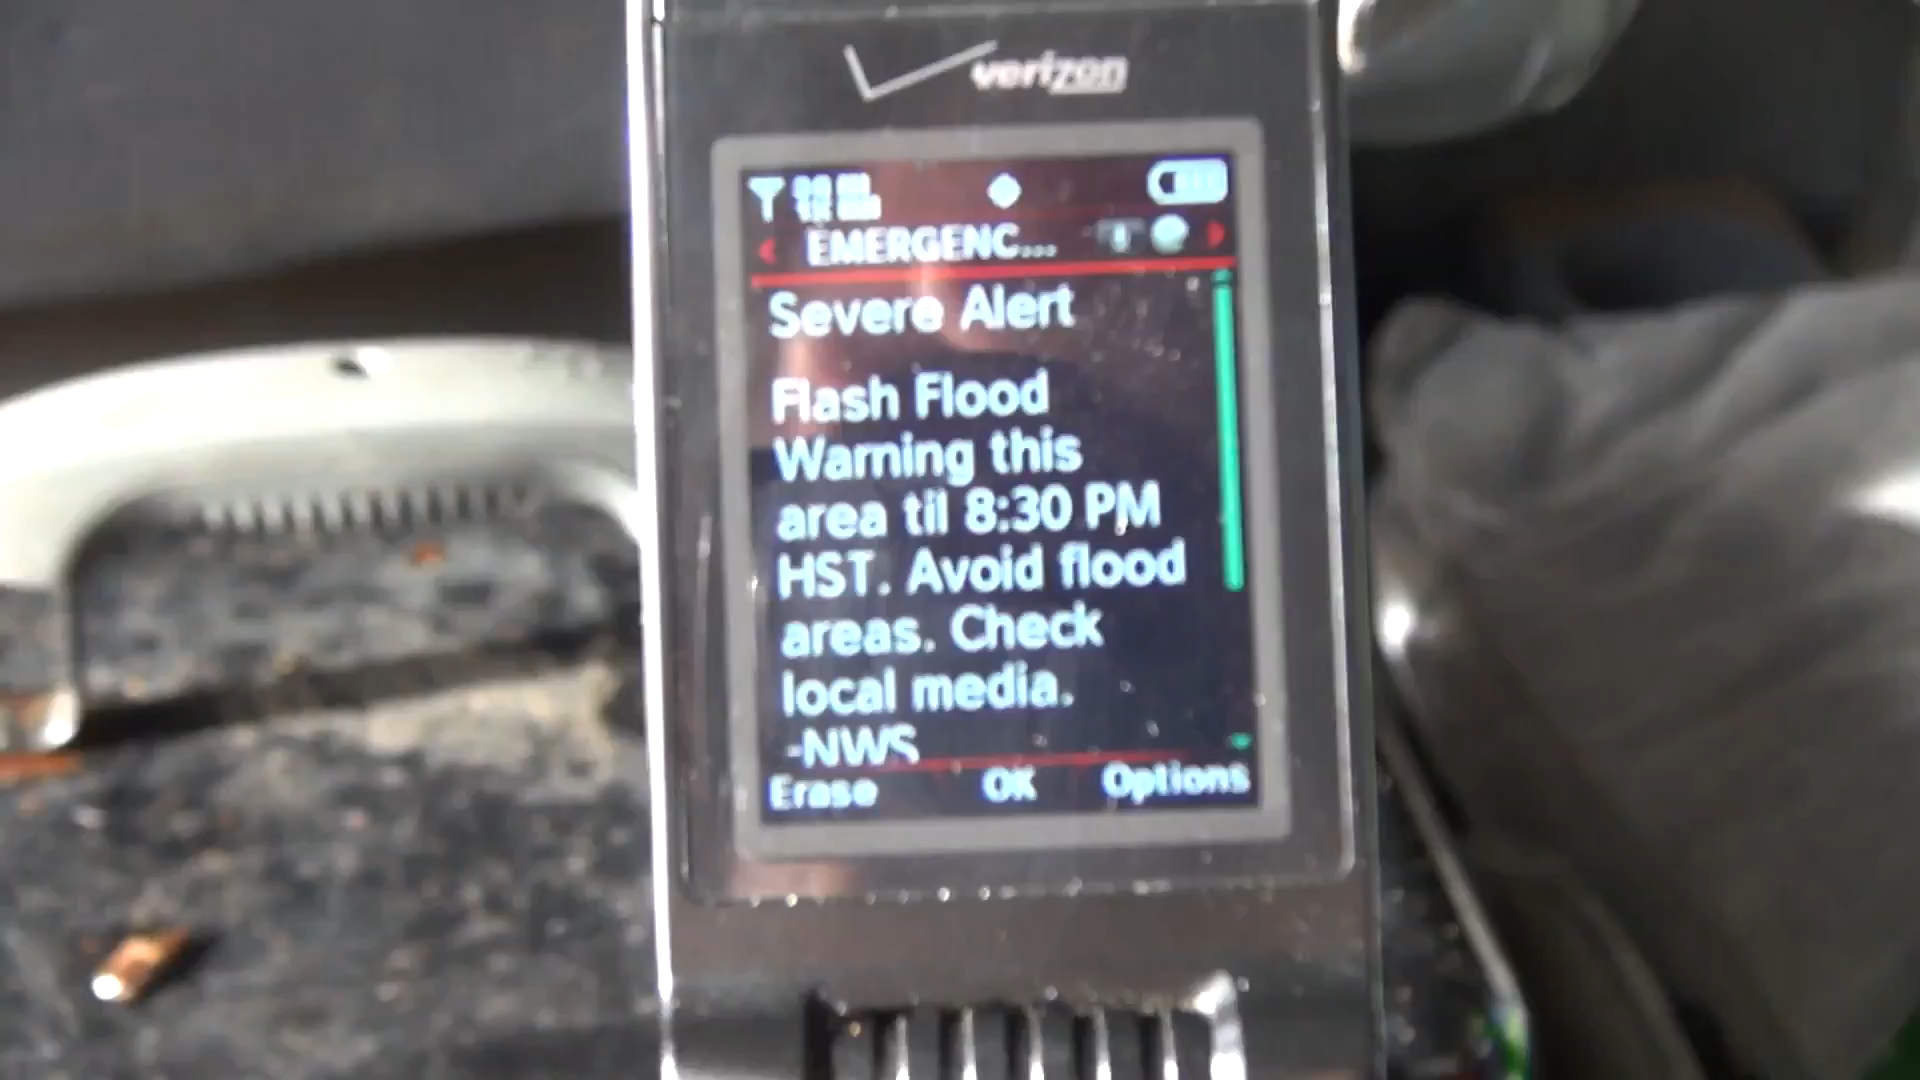 verizon
EMERGENC...
Severe Alert
Flash Flood
Warning this
area til 8:30 PM
HST. Avoid flood
areas. Check
local media.
-NWS
Erase OK Options